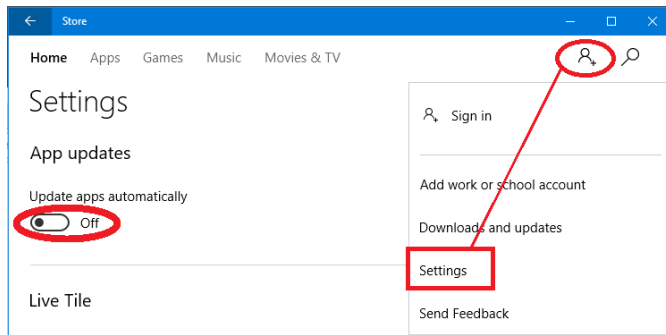 Store
Home Apps Games Music Movies & TV
Settings
App updates
Update apps automatically
Off
Live Tile
Sign in
Add work or school account
Downloads and updates
Settings
Send Feedback